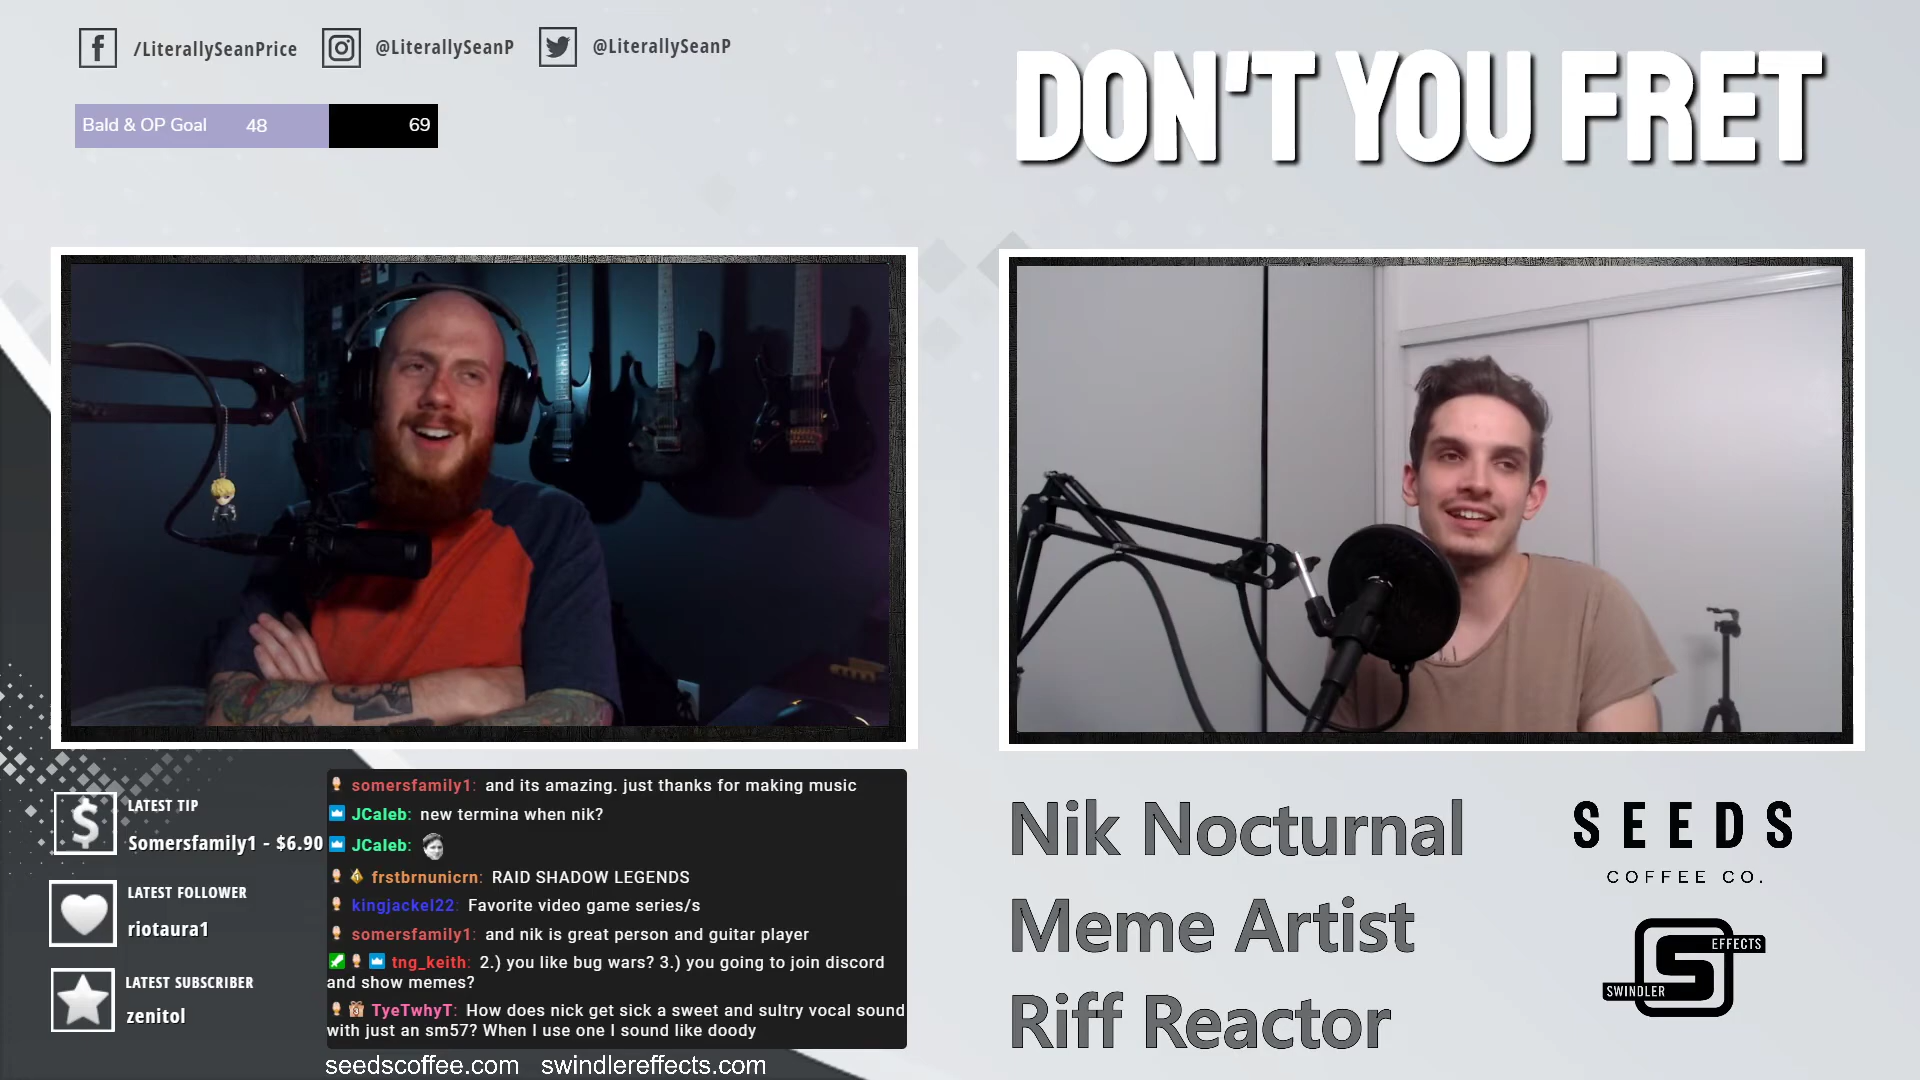 /LiterallySeanPrice
@LiterallySeanP
@LiterallySeanP
DON'T YOU FRET
Bald & OP Goal 48 69
LATEST TIP
Somersfamily1 - $6.90
LATEST FOLLOWER
riotaura1
LATEST SUBSCRIBER
zenitol
somersfamily1: and its amazing. just thanks for making music
JCaleb: new termina when nik?
JCaleb:
frstbrnunicrn: RAID SHADOW LEGENDS
kingjackel22: Favorite video game series/s
somersfamily1: and nik is great person and guitar player
tng_keith: 2.) you like bug wars? 3.) you going to join discord
and show memes?
TyeTwhyT: How does nick get sick a sweet and sultry vocal sound
with just an sm57? When I use one I sound like doody
seedscoffee.com swindlereffects.com
Nik Nocturnal
Meme Artist
Riff Reactor
SEEDS
COFFEE CO.
EFFECTS
SWINDLER